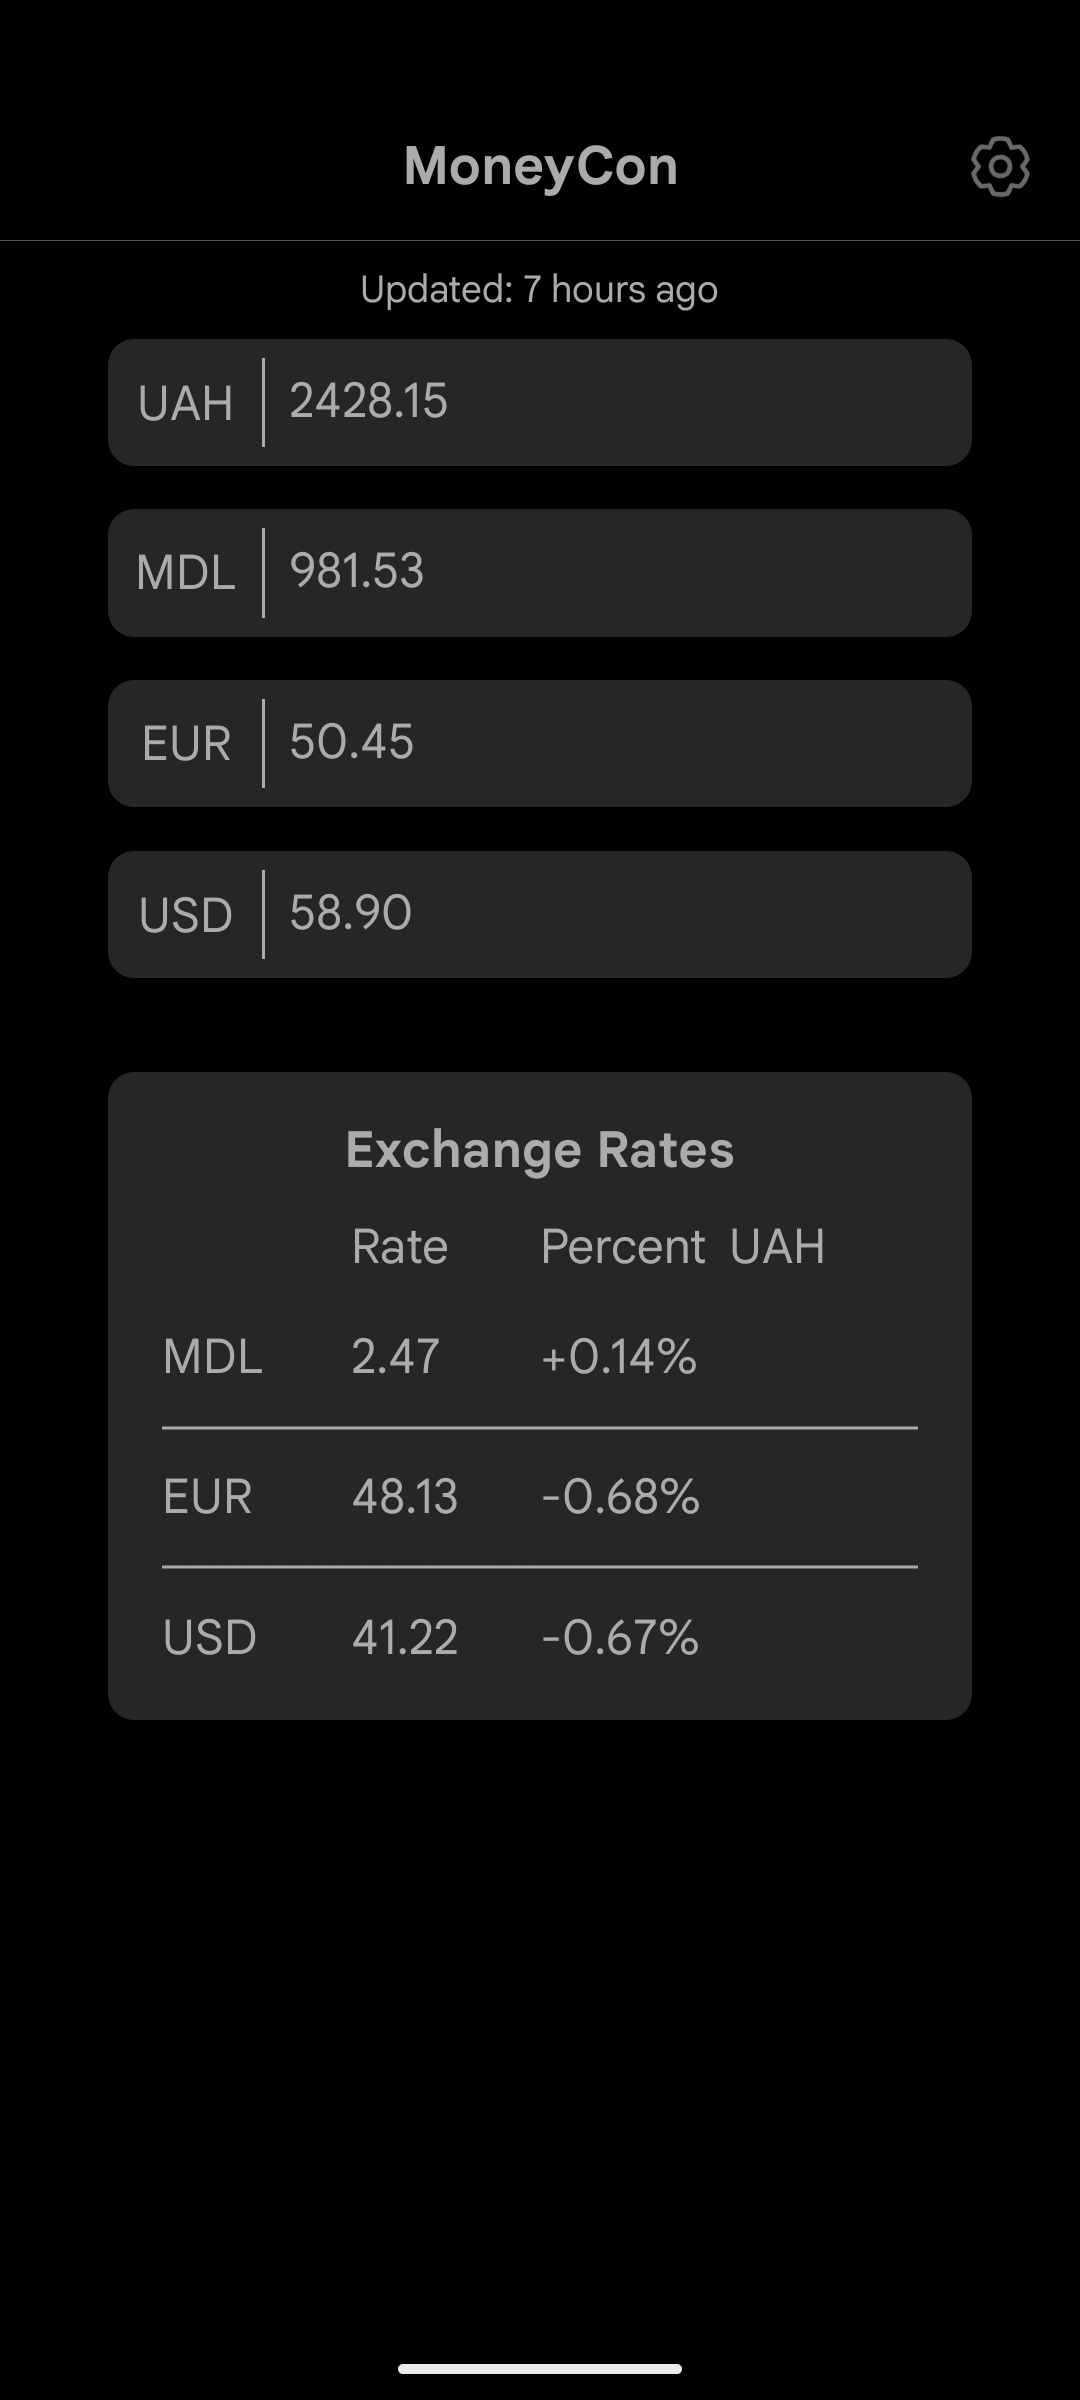 MoneyCon
Updated: 7 hours ago
UAH 2428.15
MDL 981.53
EUR 50.45
USD 58.90
Exchange Rates
Rate Percent UAH
MDL 2.47 +0.14%
EUR 48.13 -0.68%
USD 41.22 -0.67%